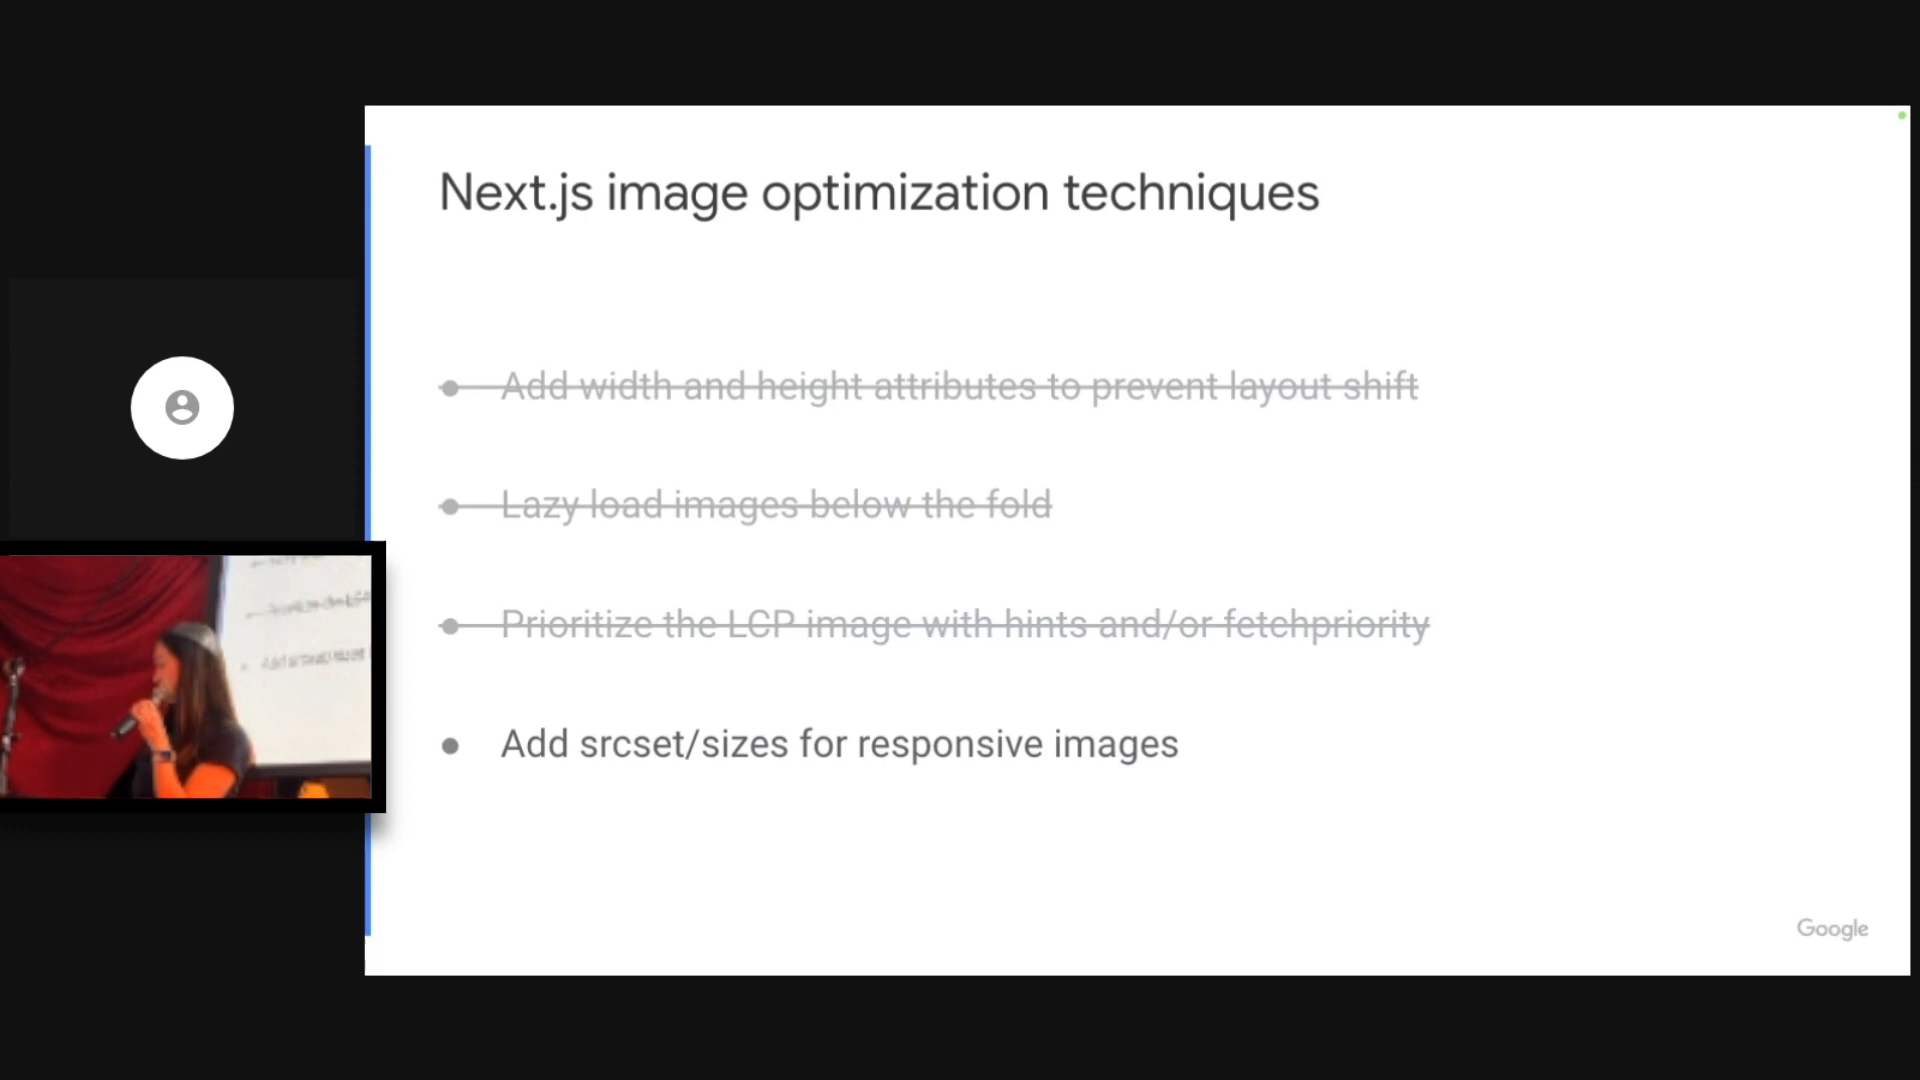 Next.js image optimization techniques
Add width and height attributes to prevent layout shift
Lazy load images below the fold
Prioritize the LCP image with hints and/or fetchpriority
Add srcset/sizes for responsive images
Google